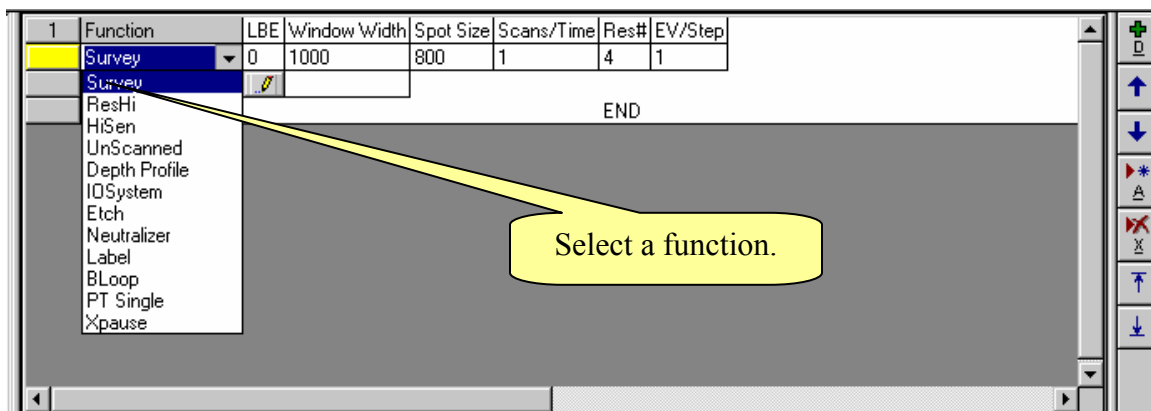 1 Function LBE Window Width Spot Size Scans/Time Res# EV/Step
Survey 0 1000 800 1 4 1
Survey
ResHi
END
HiSen
UnScanned
Depth Profile
IOSystem
Etch
Neutralizer
Label
BLoop
PT Single
Xpause
Select a function.
D
A
X